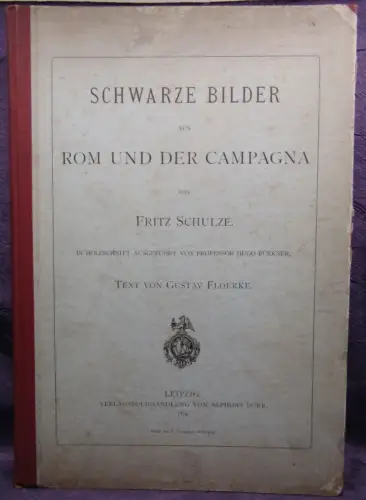 SCHWARZE BILDER
AUS
ROM UND DER CAMPAGNA
VON
FRITZ SCHULZE.
IN HOLZSCHNITT AUSGEFÜHRT VON PROFESSOR HUGO BÜRKNER.
TEXT VON GUSTAV FLOERKE.
LEIPZIG
VERLAGSBUCHHANDLUNG VON ALPHONS DÜRR.